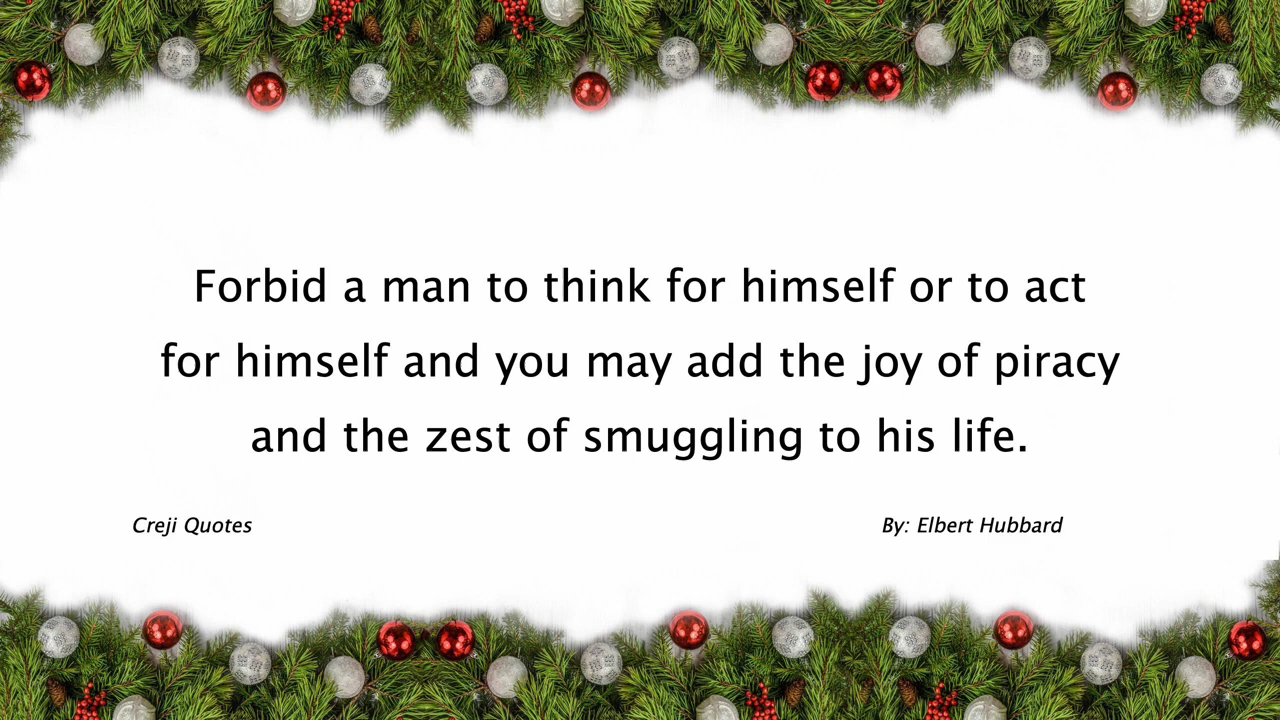 Forbid a man to think for himself or to act
for himself and you may add the joy of piracy
and the zest of smuggling to his life.
Creji Quotes
By: Elbert Hubbard